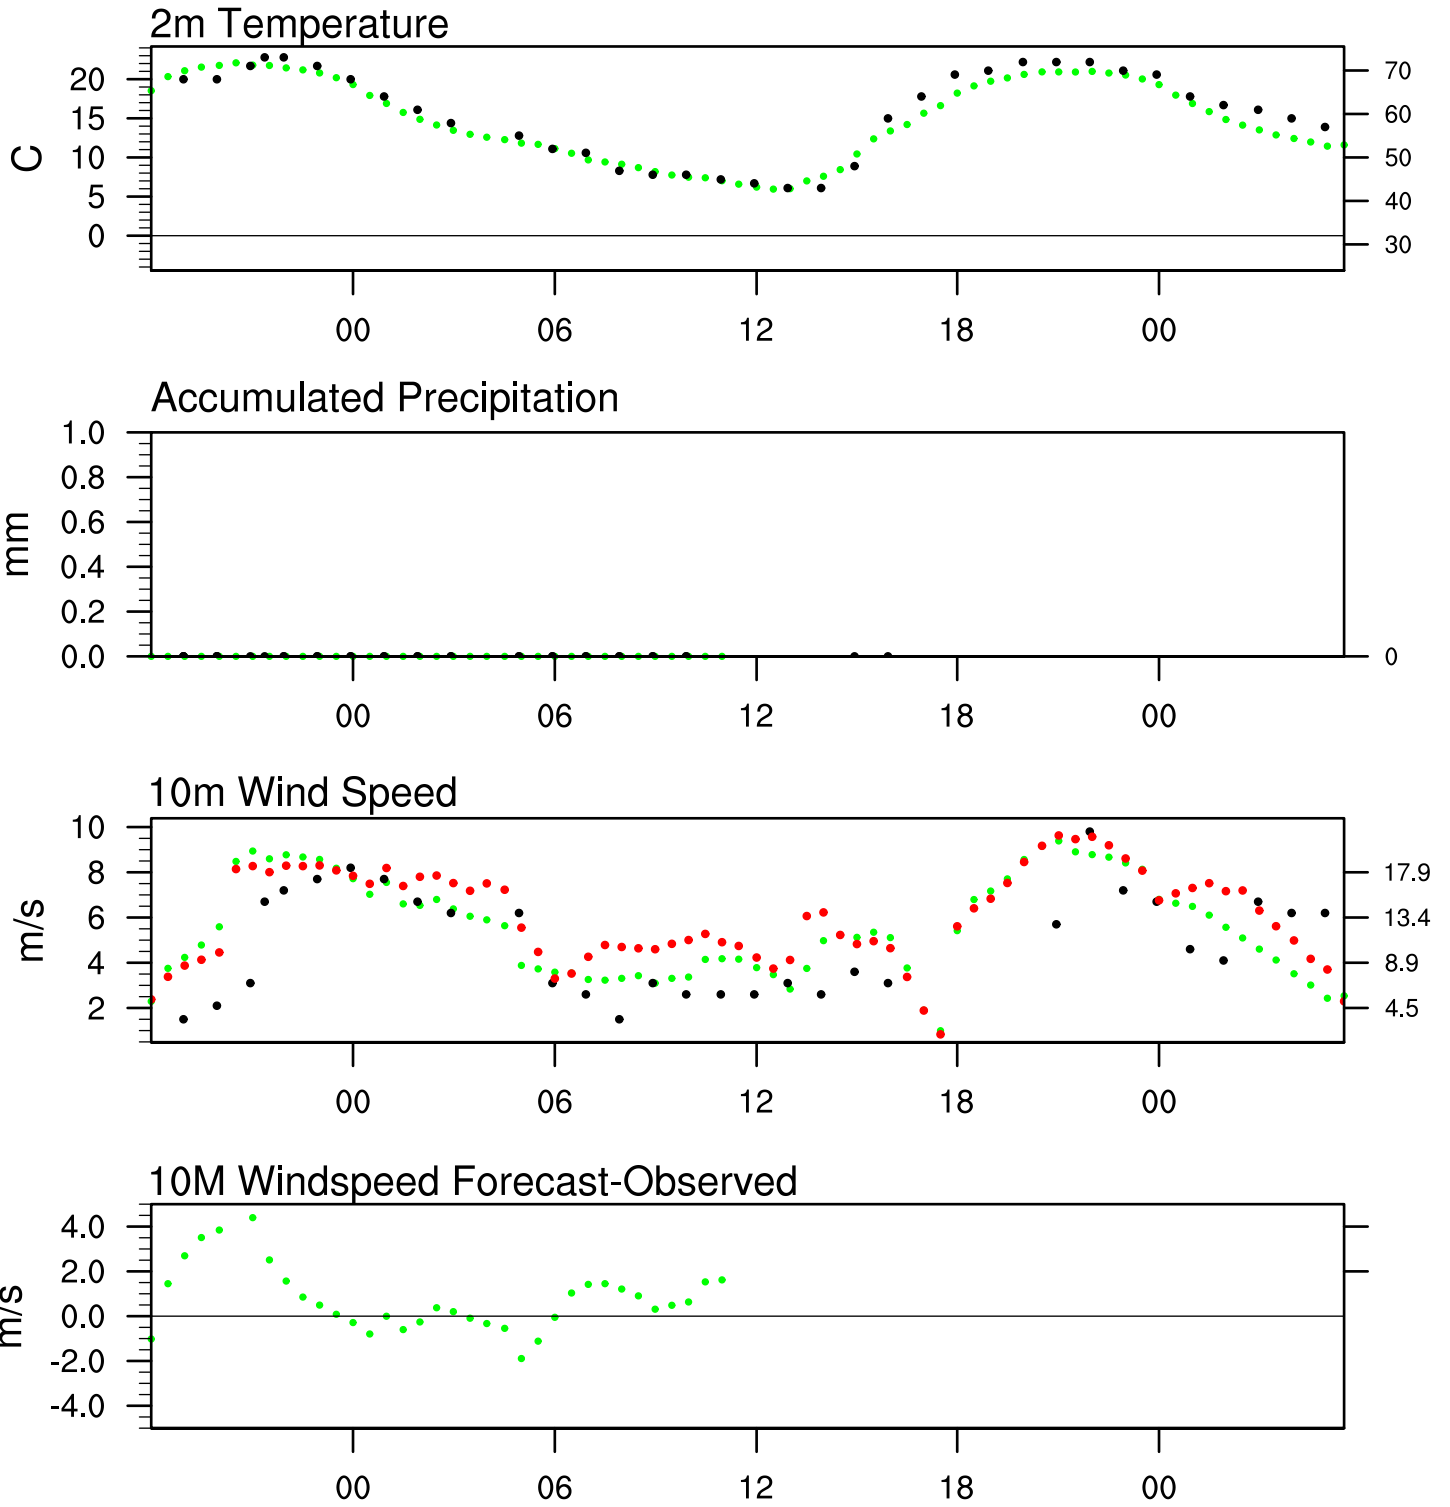 2m Temperature
C
20
15
10
5
0
70
60
50
40
30
00 06 12 18 00
Accumulated Precipitation
mm
1.0
0.8
0.6
0.4
0.2
0.0
0
00 06 12 18 00
10m Wind Speed
m/s
10
8
6
4
2
17.9
13.4
8.9
4.5
00 06 12 18 00
10M Windspeed Forecast-Observed
m/s
4.0
2.0
0.0
-2.0
-4.0
00 06 12 18 00